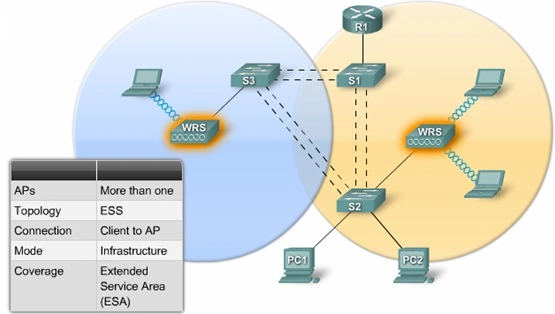 R1
S3
S1
WRS
WRS
S2
PC1
PC2
APs More than one
Topology ESS
Connection Client to AP
Mode Infrastructure
Coverage Extended
Service Area
(ESA)